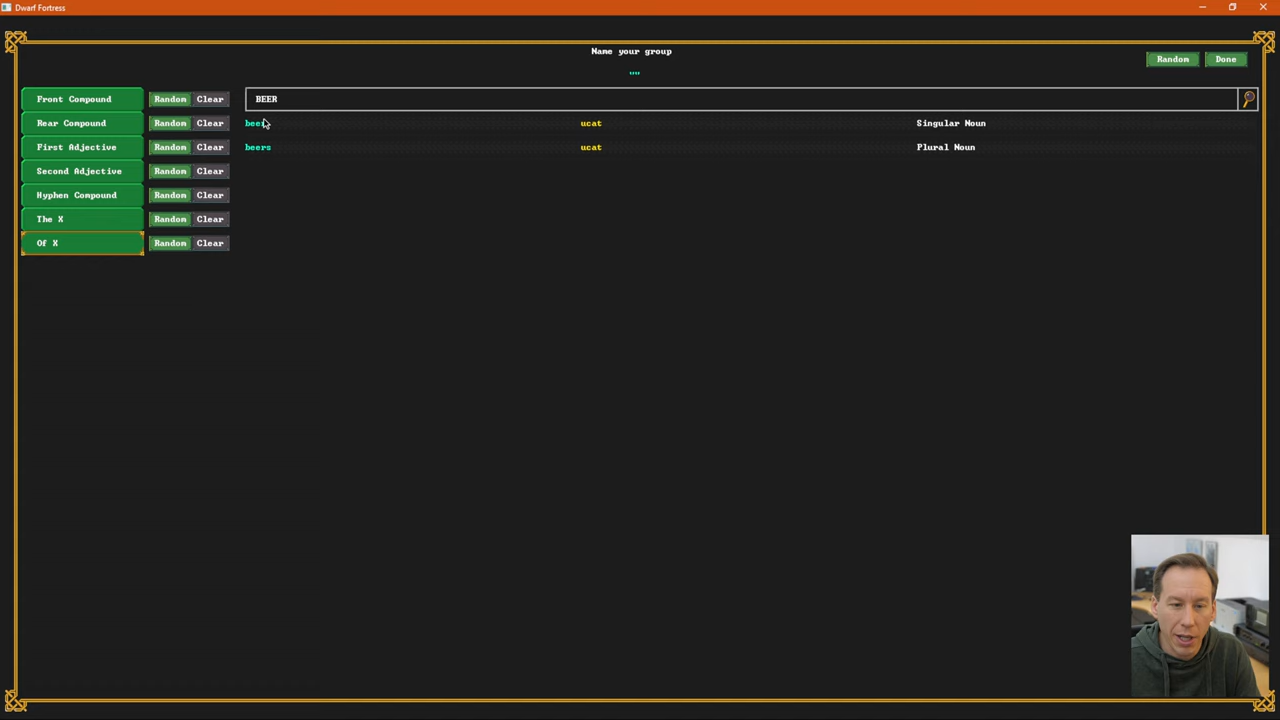 Dwarf Fortress
Name your group
""
Random Done
Front Compound Random Clear BEER
Rear Compound Random Clear beer ucat Singular Noun
First Adjective Random Clear beers ucat Plural Noun
Second Adjective Random Clear
Hyphen Compound Random Clear
The X Random Clear
Of X Random Clear